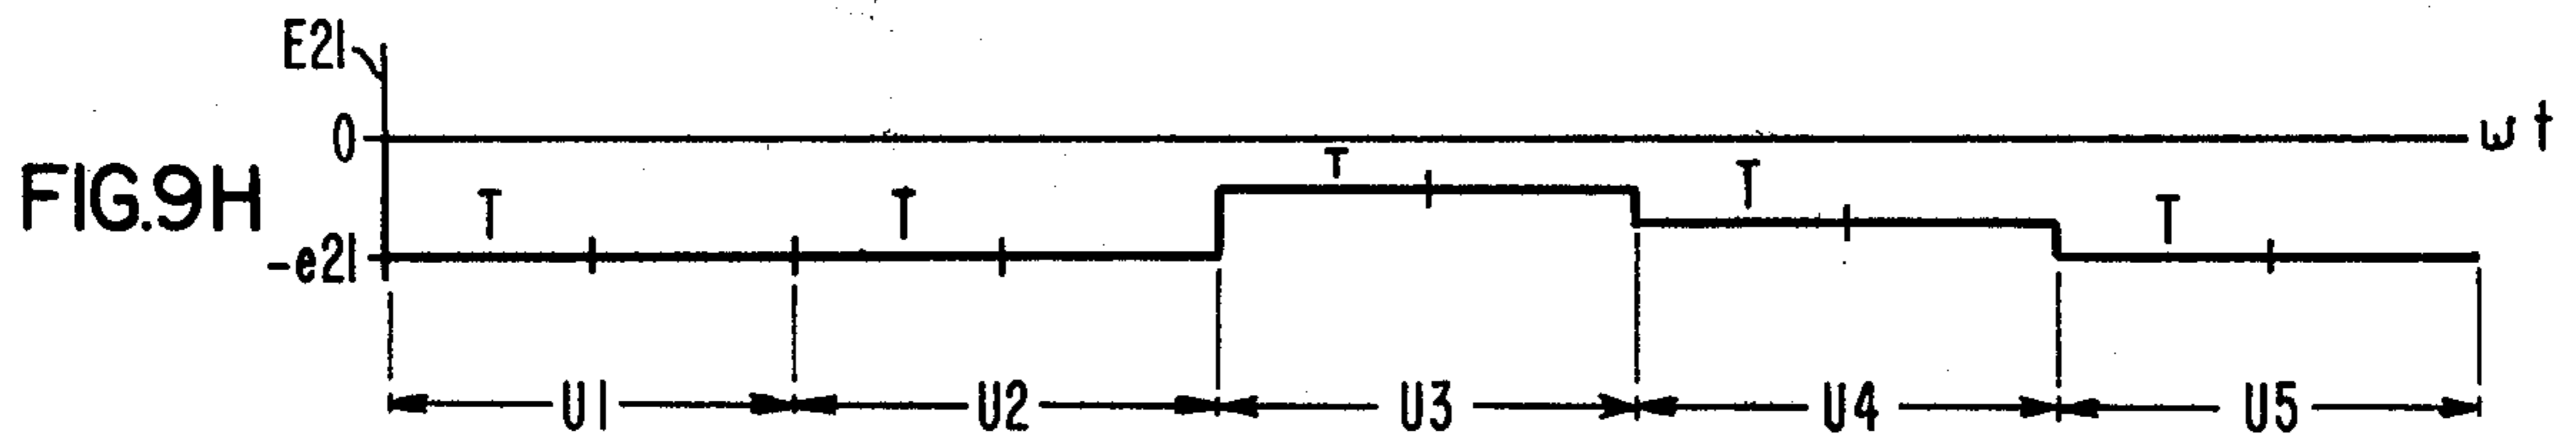 E21
0
ωt
FIG.9H
T T T T T
-e21
U1 U2 U3 U4 U5